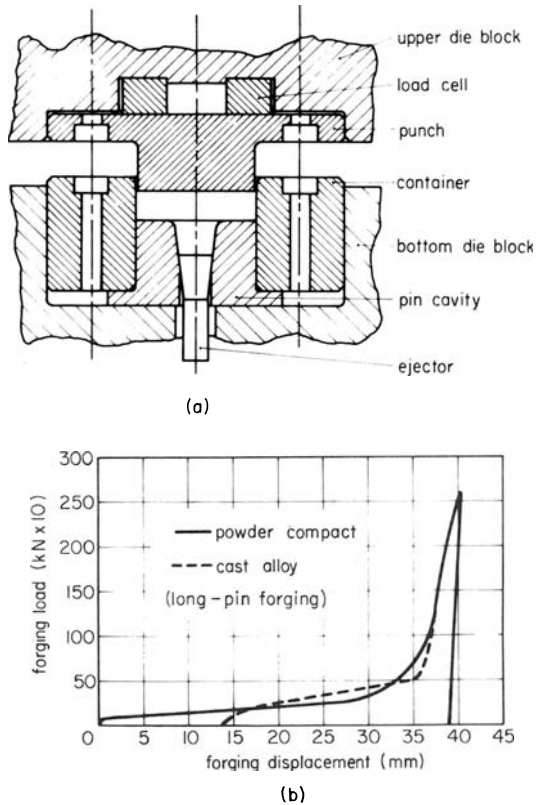 upper die block
load cell
punch
container
bottom die block
pin cavity
ejector
(a)
300
250
200
150
100
50
0
forging load (kN x 10)
powder compact
cast alloy
(long-pin forging)
0 5 10 15 20 25 30 35 40 45 50
forging displacement (mm)
(b)